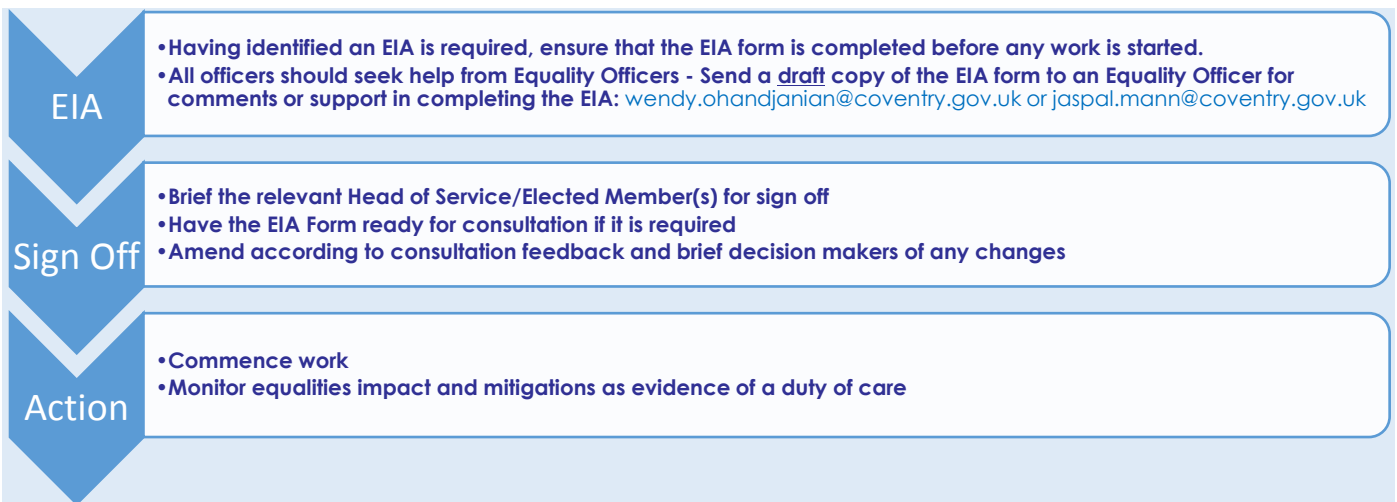 EIA
•Having identified an EIA is required, ensure that the EIA form is completed before any work is started.
•All officers should seek help from Equality Officers - Send a draft copy of the EIA form to an Equality Officer for
comments or support in completing the EIA: wendy.ohandjanian@coventry.gov.uk or jaspal.mann@coventry.gov.uk
Sign Off
•Brief the relevant Head of Service/Elected Member(s) for sign off
•Have the EIA Form ready for consultation if it is required
•Amend according to consultation feedback and brief decision makers of any changes
Action
•Commence work
•Monitor equalities impact and mitigations as evidence of a duty of care